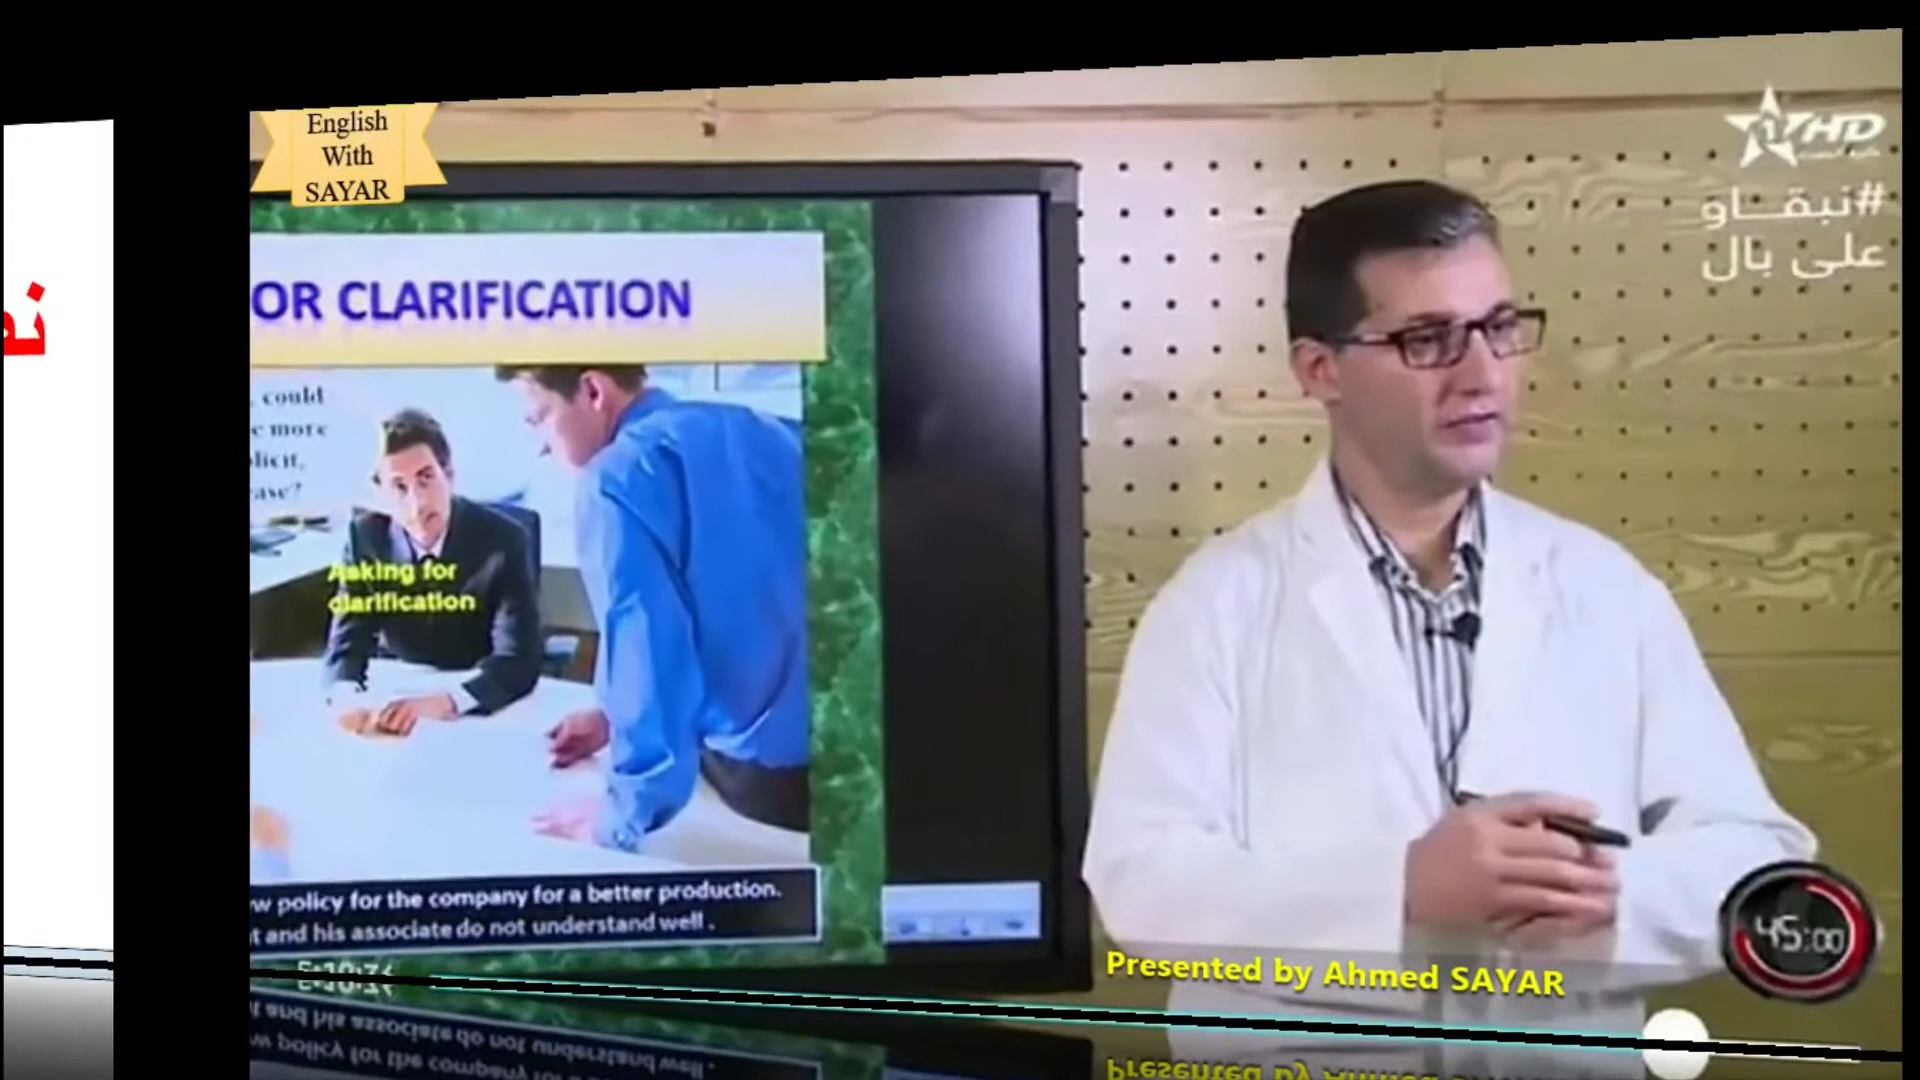 English
With
SAYAR
HD
#نبقاو
على بال
OR CLARIFICATION
could
more
Asking for
clarification
policy for the company for a better production.
and his associate do not understand well .
Presented by Ahmed SAYAR
45:00